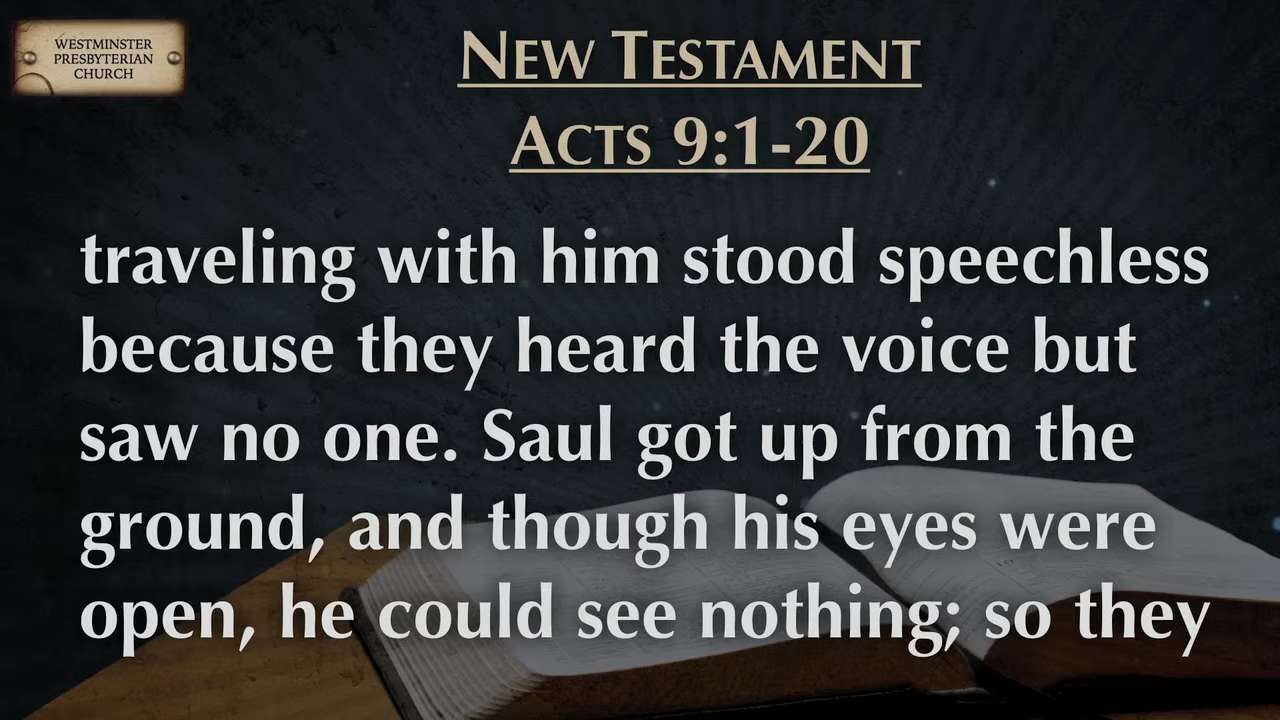 WESTMINSTER
PRESBYTERIAN
CHURCH
New Testament
Acts 9:1-20
traveling with him stood speechless
because they heard the voice but
saw no one. Saul got up from the
ground, and though his eyes were
open, he could see nothing; so they